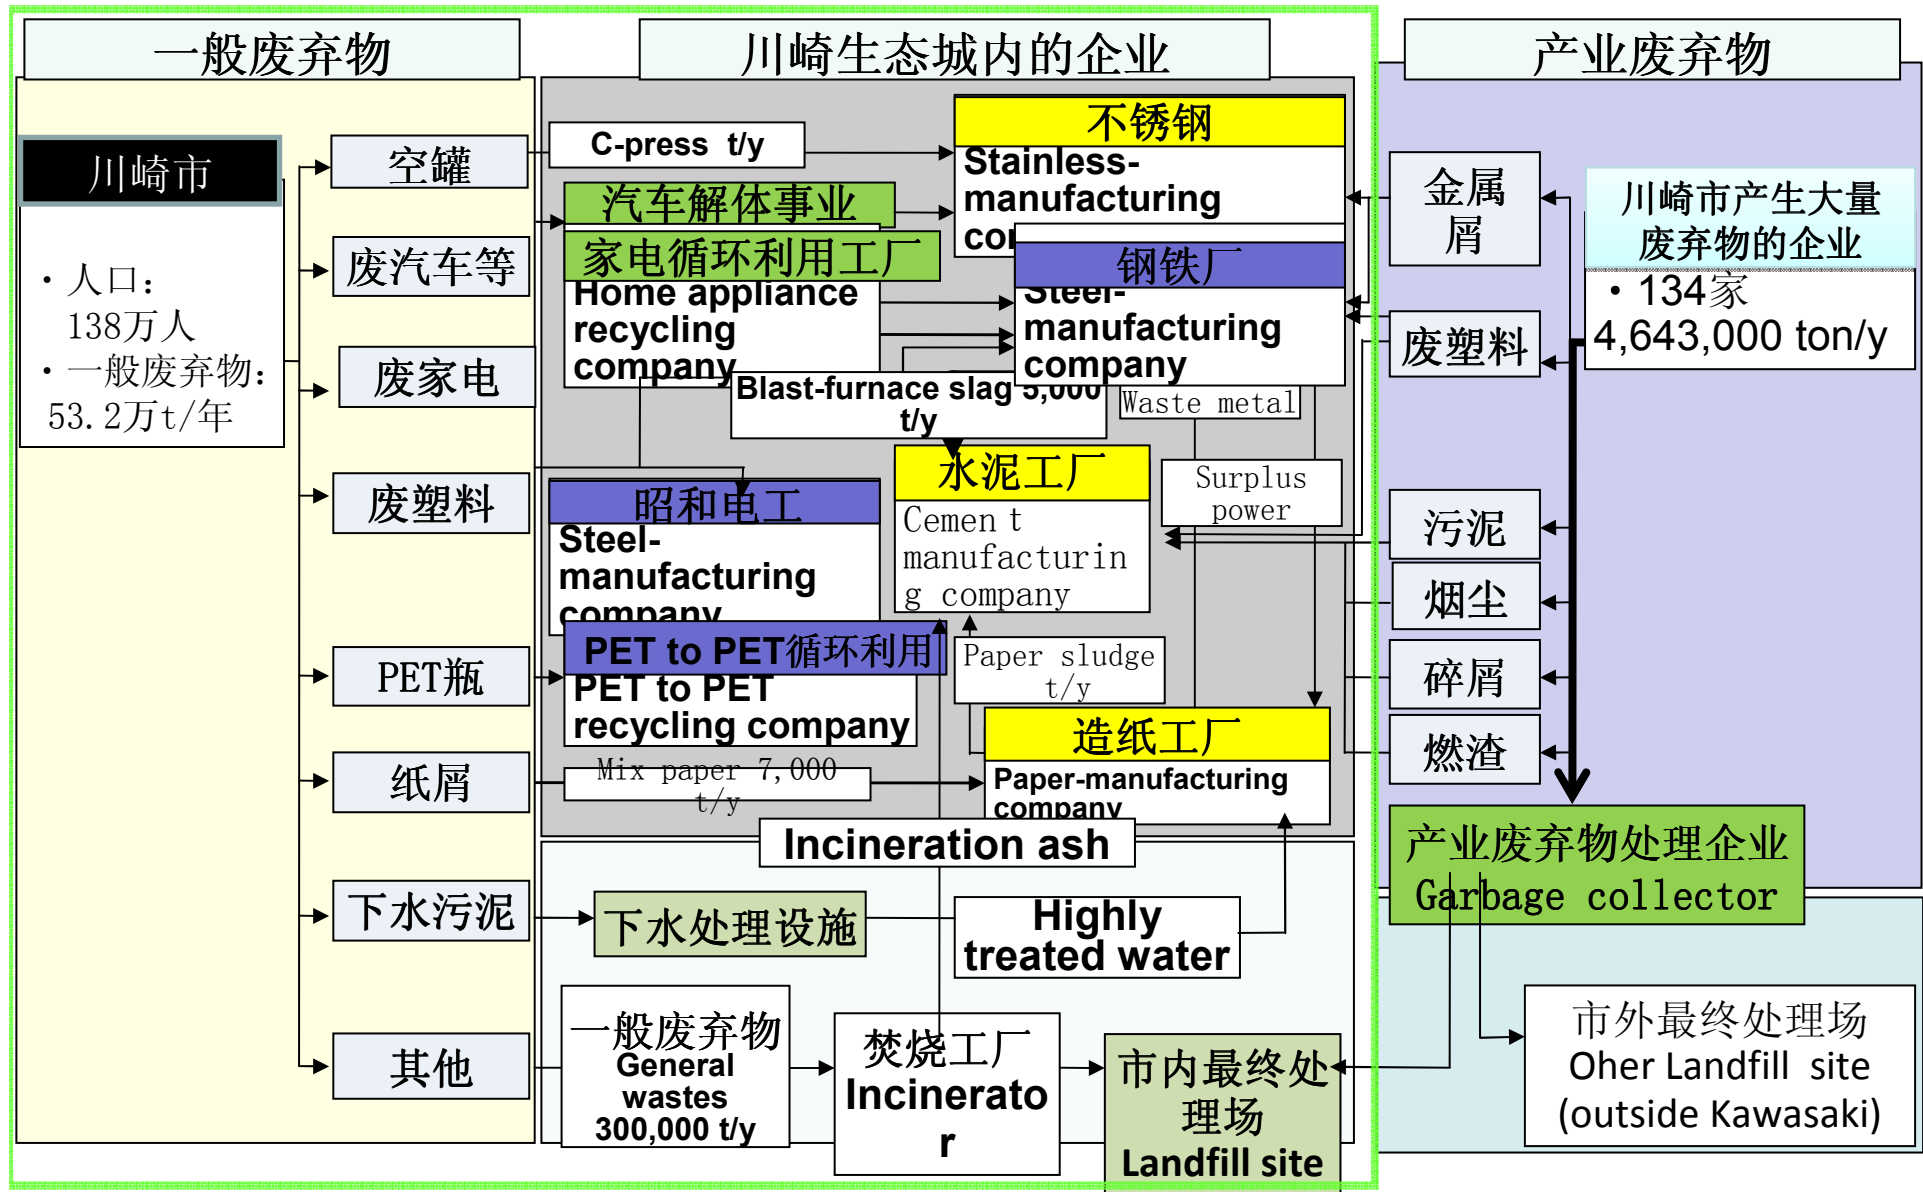 一般废弃物
川崎生态城内的企业
产业废弃物
川崎市
・人口：
138万人
・一般废弃物：
53.2万t/年
空罐
废汽车等
废家电
废塑料
PET瓶
纸屑
下水污泥
其他
C-press t/y
不锈钢
Stainless-
manufacturing
汽车解体事业
家电循环利用工厂
Home appliance
recycling
company
钢铁厂
Steel-
manufacturing
company
Blast-furnace slag 5,000
t/y
Waste metal
水泥工厂
Cemen t
manufacturin
g company
Surplus
power
昭和电工
Steel-
manufacturing
company
PET to PET循环利用
PET to PET
recycling company
Paper sludge
t/y
造纸工厂
Paper-manufacturing
company
Mix paper 7,000
t/y
Incineration ash
下水处理设施
Highly
treated water
一般废弃物
General
wastes
300,000 t/y
焚烧工厂
Incinerato
r
市内最终处
理场
Landfill site
金属
屑
废塑料
污泥
烟尘
碎屑
燃渣
川崎市产生大量
废弃物的企业
・134家
4,643,000 ton/y
产业废弃物处理企业
Garbage collector
市外最终处理场
Oher Landfill site
(outside Kawasaki)